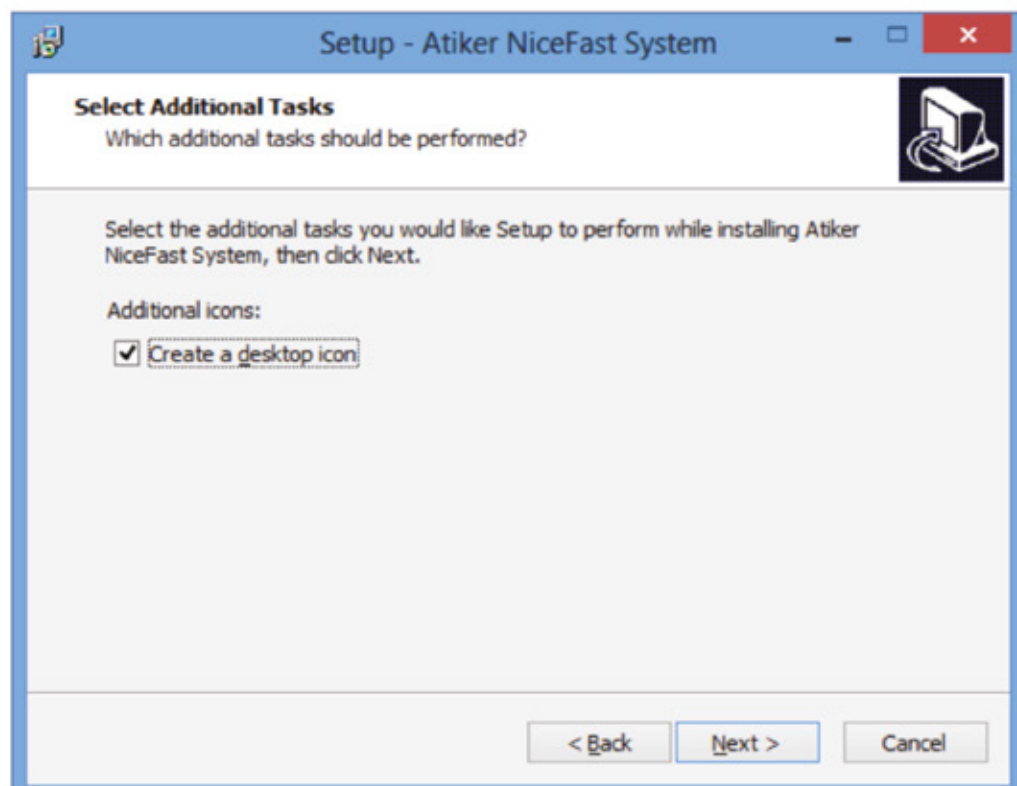 Setup - Atiker NiceFast System
Select Additional Tasks
Which additional tasks should be performed?
Select the additional tasks you would like Setup to perform while installing Atiker
NiceFast System, then click Next.
Additional icons:
Create a desktop icon
< Back Next > Cancel